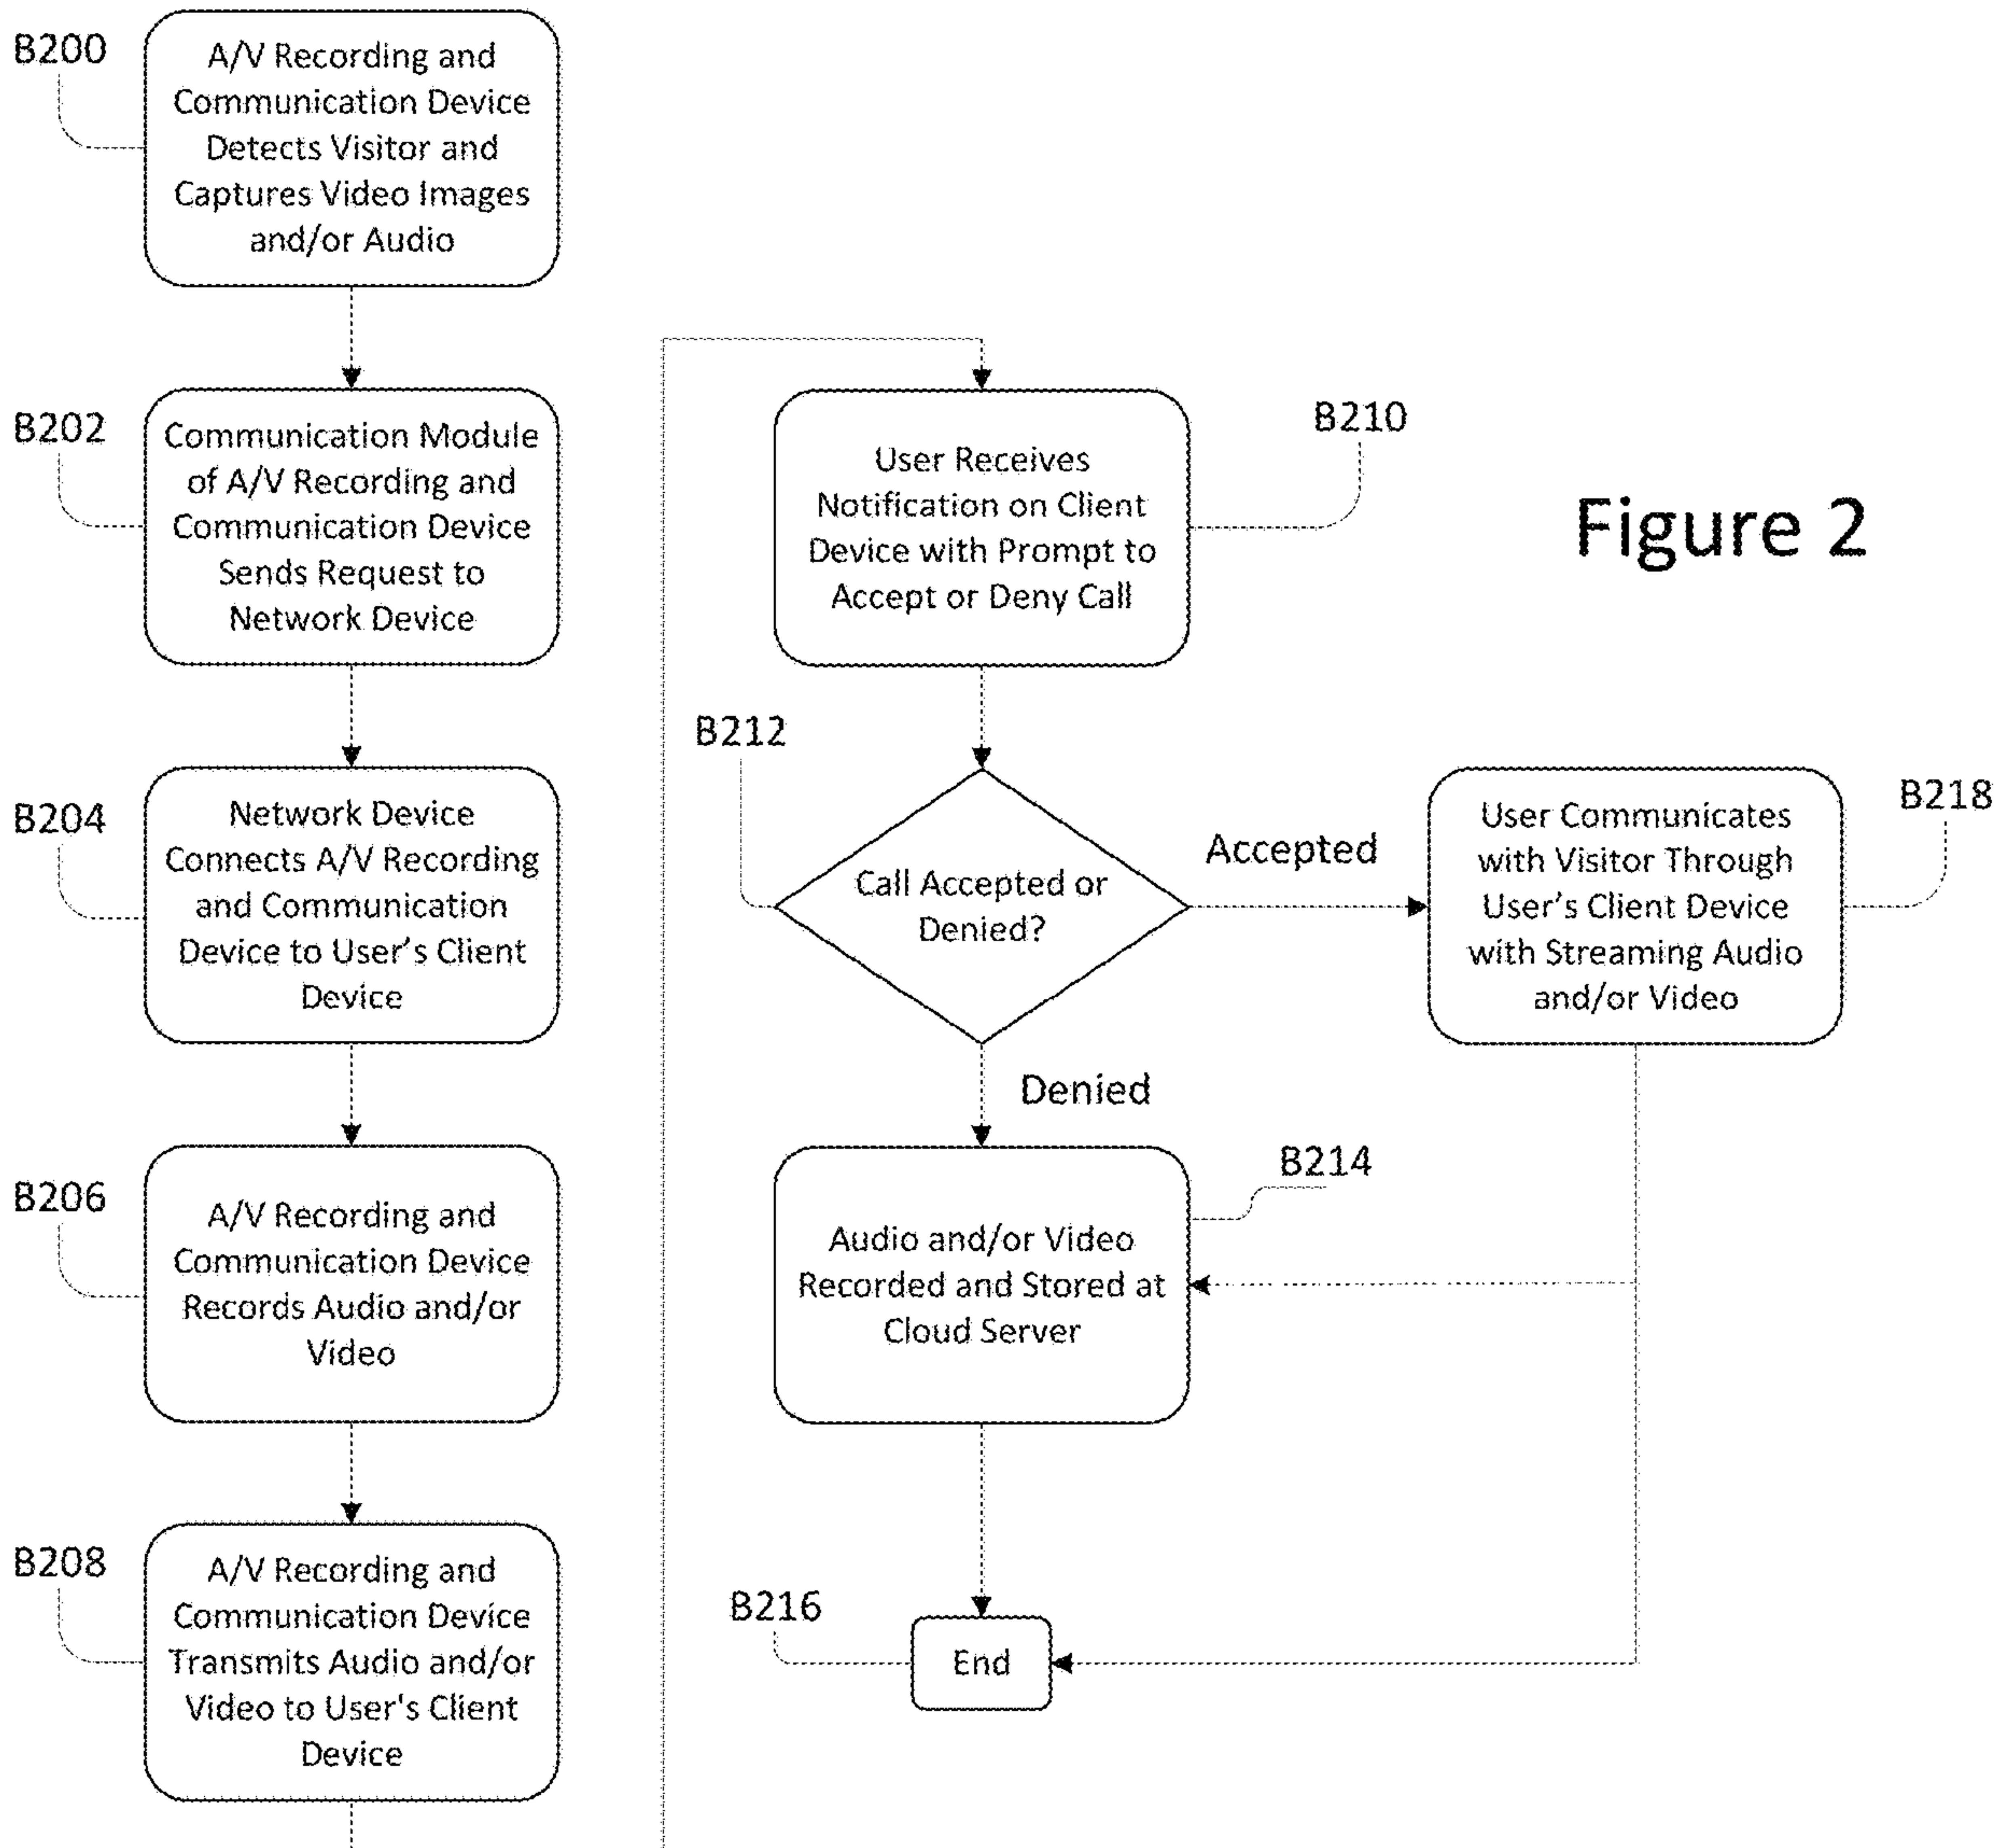 B200
A/V Recording and
Communication Device
Detects Visitor and
Captures Video Images
and/or Audio
B202
Communication Module
of A/V Recording and
Communication Device
Sends Request to
Network Device
B204
Network Device
Connects A/V Recording
and Communication
Device to User's Client
Device
B206
A/V Recording and
Communication Device
Records Audio and/or
Video
B208
A/V Recording and
Communication Device
Transmits Audio and/or
Video to User's Client
Device
B210
User Receives
Notification on Client
Device with Prompt to
Accept or Deny Call
Figure 2
B212
Call Accepted or
Denied?
Accepted
B218
User Communicates
with Visitor Through
User's Client Device
with Streaming Audio
and/or Video
Denied
B214
Audio and/or Video
Recorded and Stored at
Cloud Server
B216
End